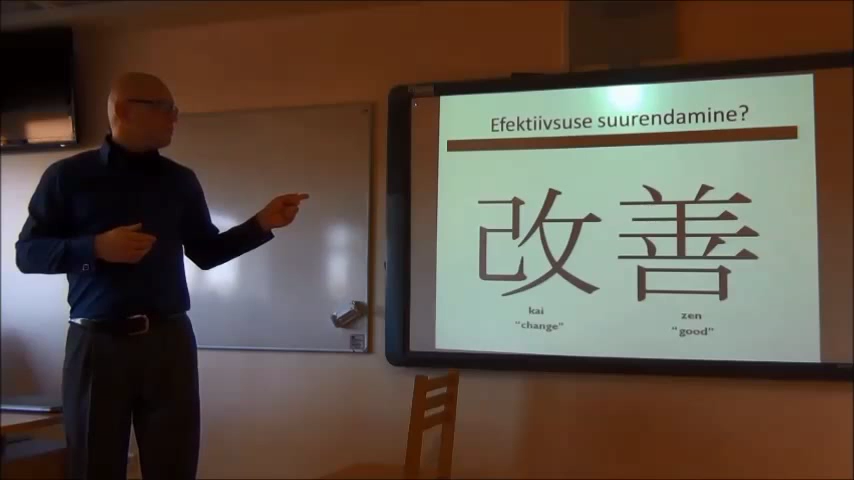 Efektiivsuse suurendamine?
改善
kai zen
"change" "good"